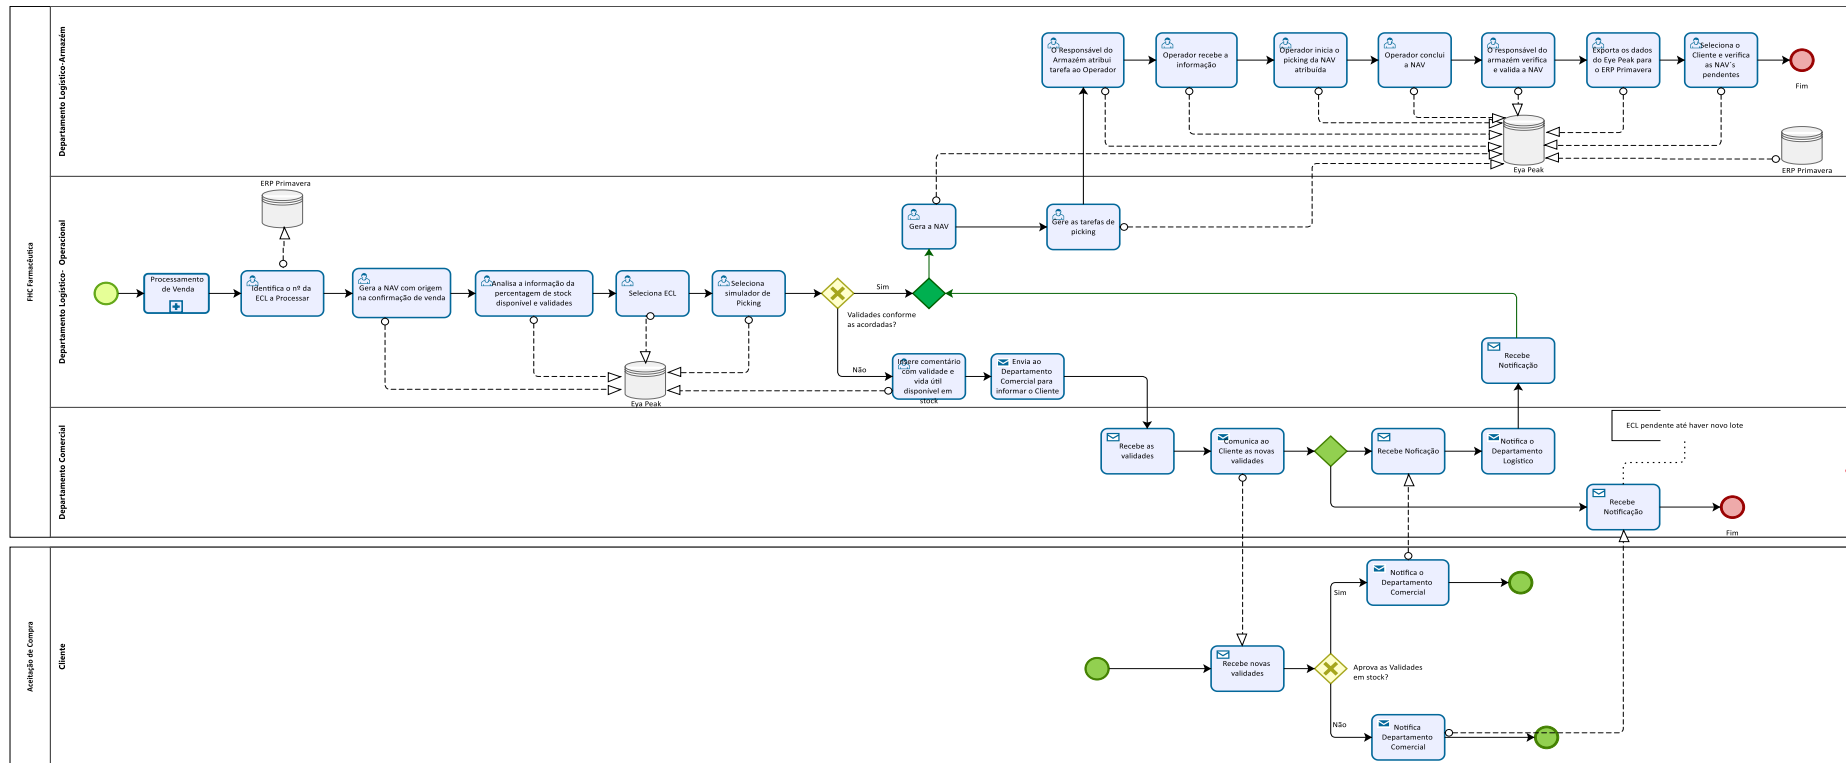 FHC Farmacêutica
Departamento Logístico-Armazém
O Responsável do
Armazém atribui
tarefa ao Operador
Operador recebe a
informação
Operador inicia o
picking da NAV
atribuída
Operador conclui
a NAV
O responsável do
armazém verifica
e valida a NAV
Exporta os dados
do Eye Peak para
o ERP Primavera
Seleciona o
Cliente e verifica
as NAV´s
pendentes
Fim
Eya Peak
ERP Primavera
Departamento Logístico- Operacional
ERP Primavera
Processamento
de Venda
Identifica o nº da
ECL a Processar
Gera a NAV com origem
na confirmação de venda
Analisa a informação da
percentagem de stock
disponível e validades
Seleciona ECL
Seleciona
simulador de
Picking
Sim
Validades conforme
as acordadas?
Não
Gera a NAV
Gere as tarefas de
picking
Insere comentário
com validade e
vida útil
disponível em
stock
Envia ao
Departamento
Comercial para
informar o Cliente
Eya Peak
Recebe
Notificação
Departamento Comercial
Recebe as
validades
Comunica ao
Cliente as novas
validades
Recebe Noficação
Notifica o
Departamento
Logístico
ECL pendente até haver novo lote
Recebe
Notificação
Fim
Aceitação de Compra
Cliente
Recebe novas
validades
Sim
Aprova as Validades
em stock?
Não
Notifica o
Departamento
Comercial
Notifica
Departamento
Comercial